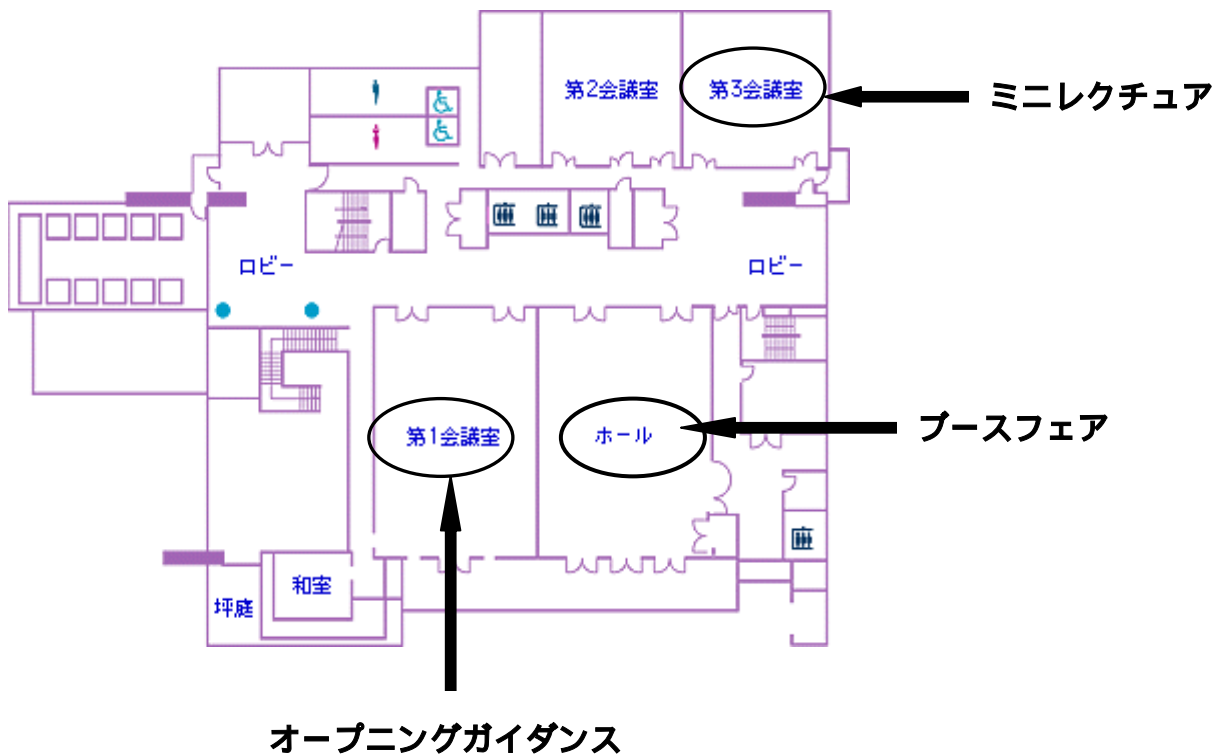 第2会議室
第3会議室
ミニレクチュア
ロビー
ロビー
第1会議室
ホール
ブースフェア
和室
坪庭
オープニングガイダンス